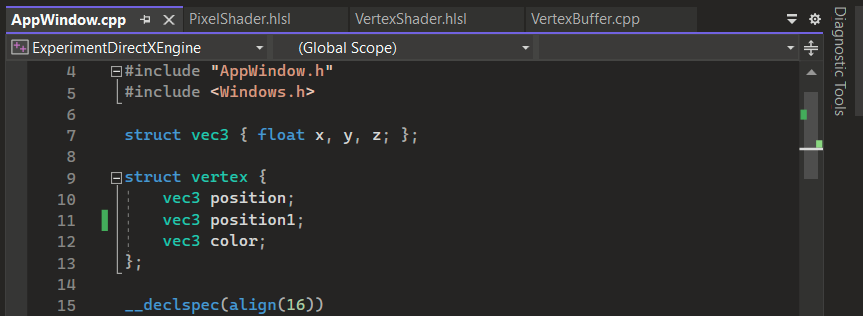 AppWindow.cpp PixelShader.hlsl VertexShader.hlsl VertexBuffer.cpp
ExperimentDirectXEngine (Global Scope)
Diagnostic Tools
4 #include "AppWindow.h"
5 #include <Windows.h>
6
7 struct vec3 { float x, y, z; };
8
9 struct vertex {
10 vec3 position;
11 vec3 position1;
12 vec3 color;
13 };
14
15 __declspec(align(16))